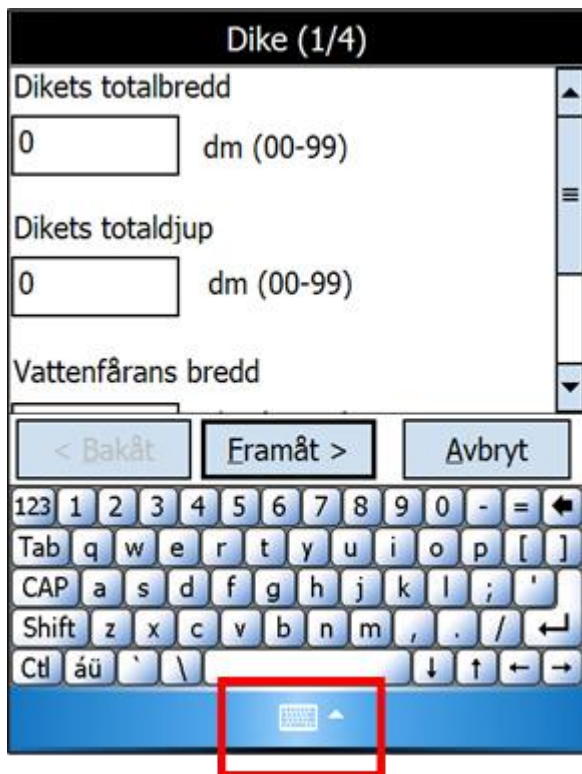 Dike (1/4)
Dikets totalbredd
0 dm (00-99)
Dikets totaldjup
0 dm (00-99)
Vattenfårans bredd
< Bakåt Framåt > Avbryt
123 1 2 3 4 5 6 7 8 9 0 - = 
Tab q w e r t y u i o p [ ]
CAP a s d f g h j k l ; '
Shift z x c v b n m , . /
Ctl áü ` \ ↓ ↑ ← →